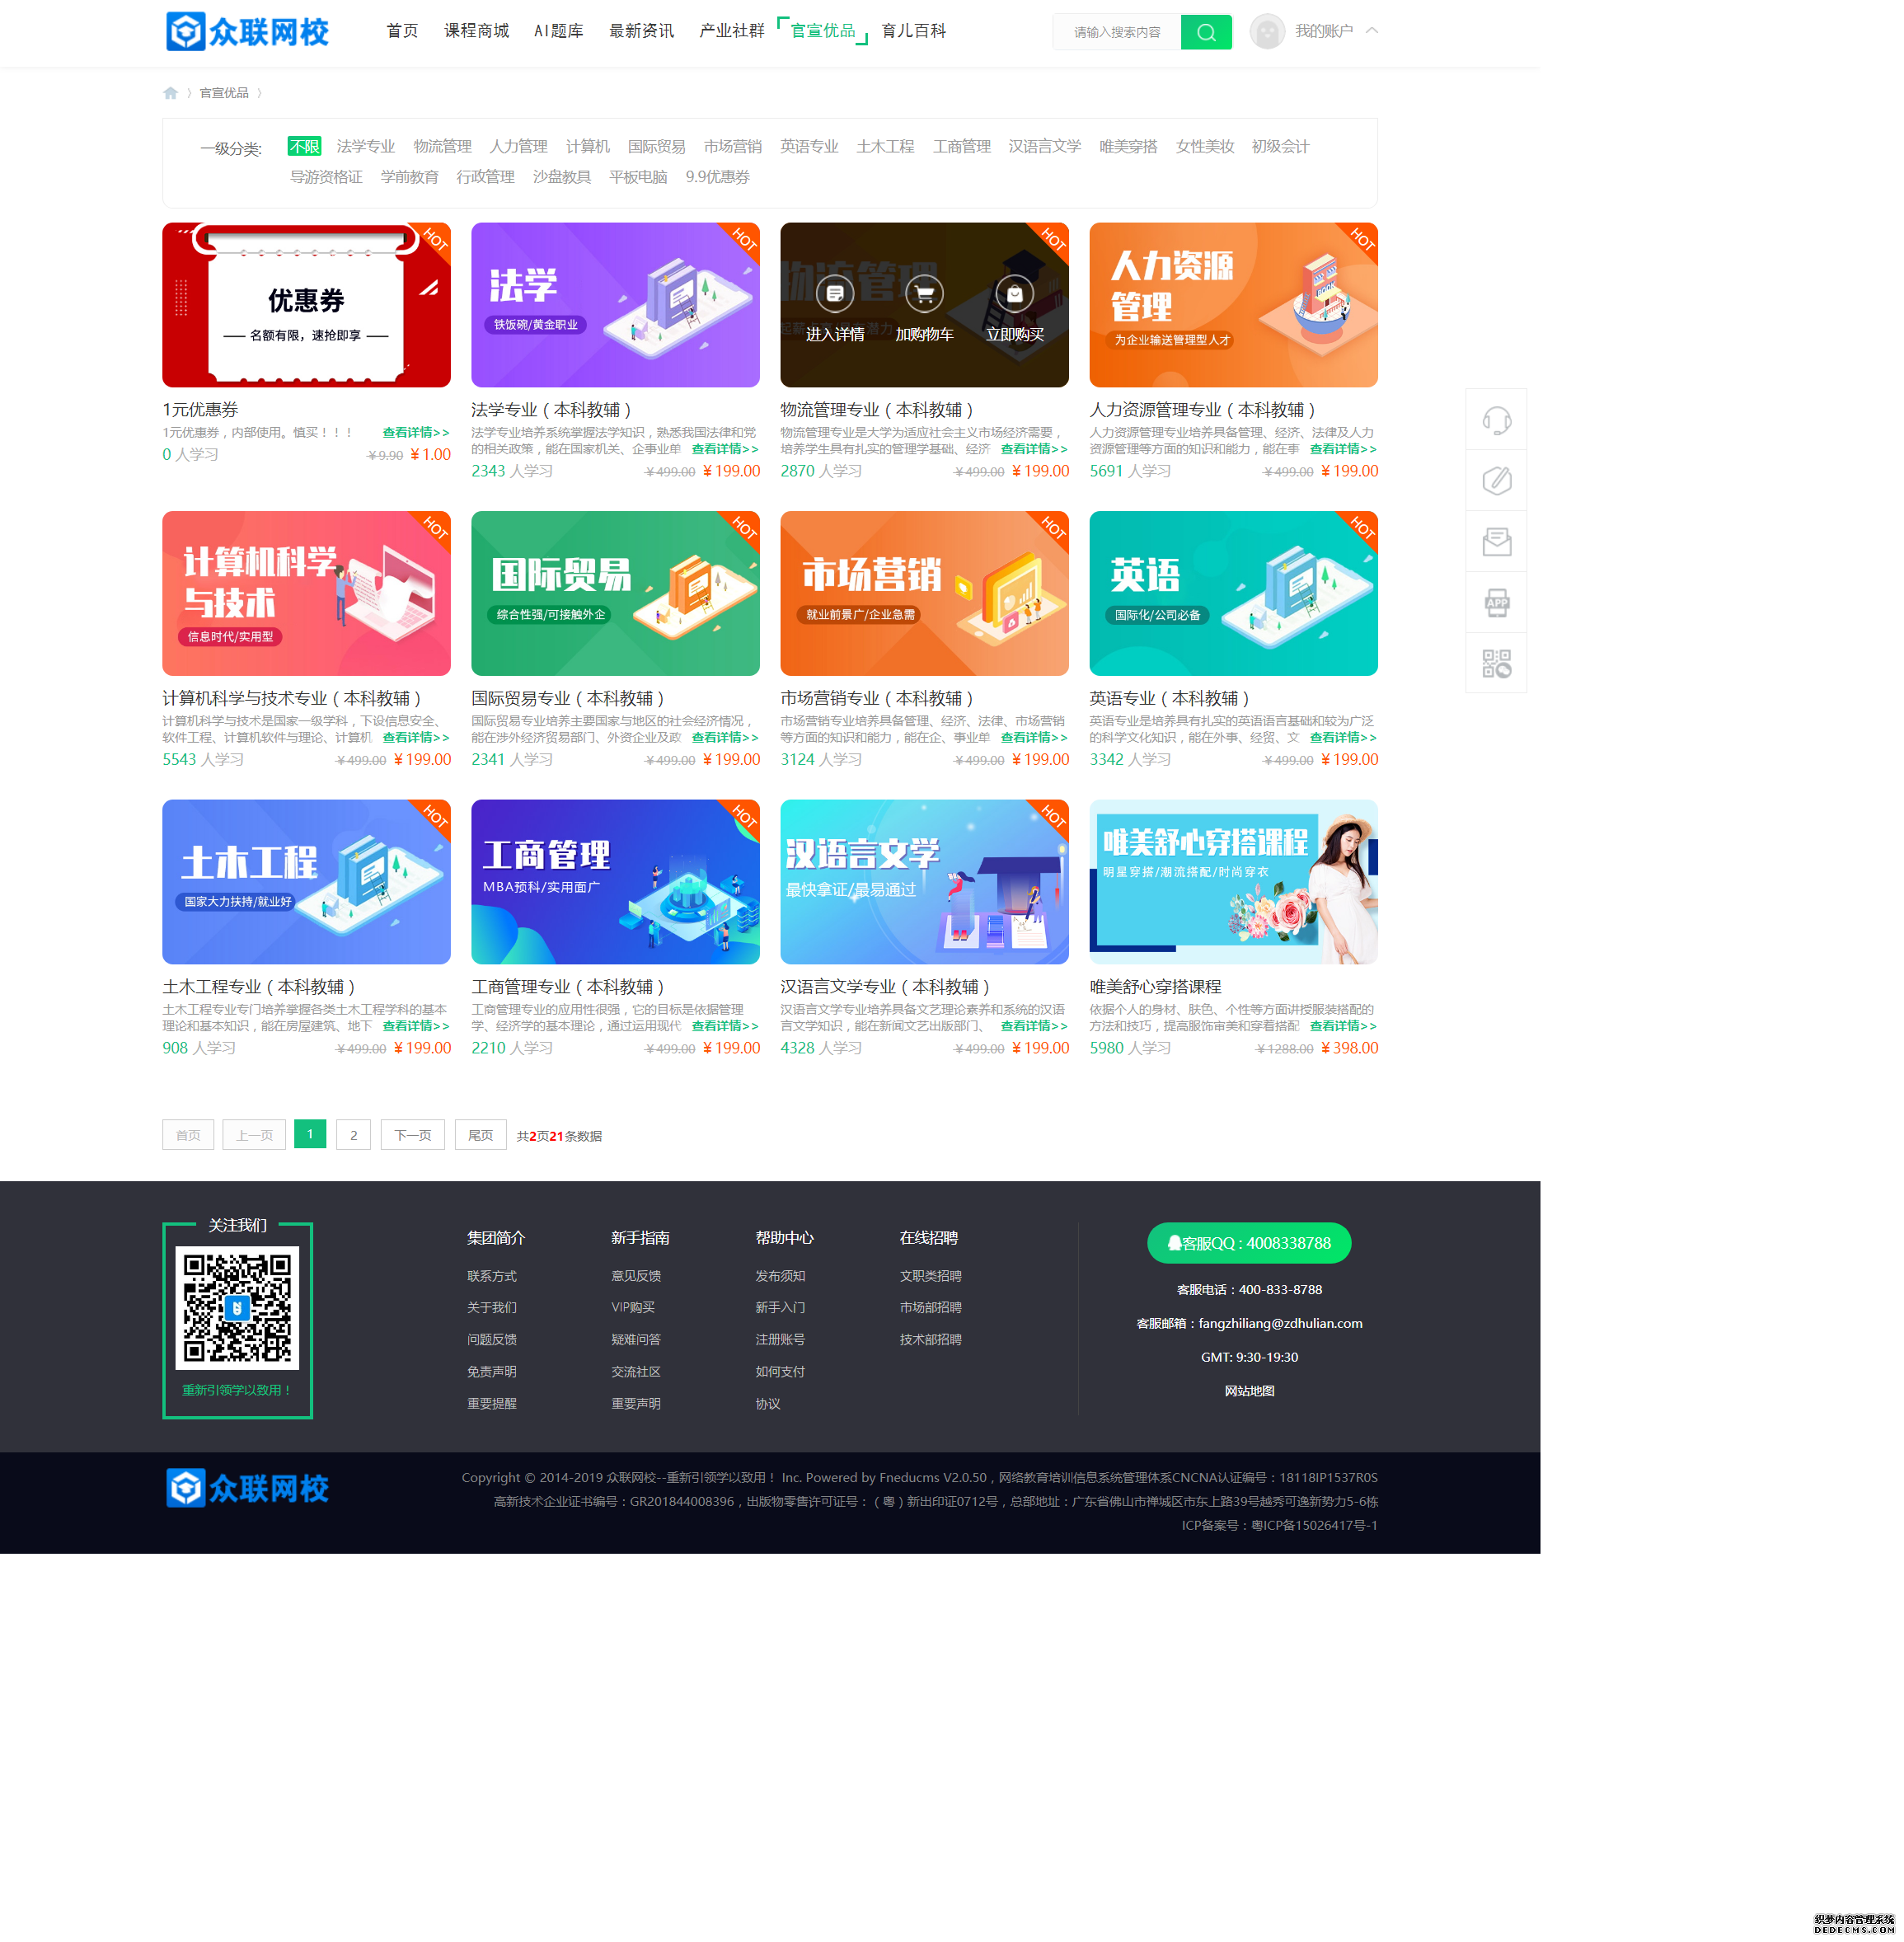 众联网校
首页 课程商城 AI题库 最新资讯 产业社群 官宣优品 育儿百科
请输入搜索内容
我的账户
官宣优品
一级分类: 不限 法学专业 物流管理 人力管理 计算机 国际贸易 市场营销 英语专业 土木工程 工商管理 汉语言文学 唯美穿搭 女性美妆 初级会计
导游资格证 学前教育 行政管理 沙盘教具 平板电脑 9.9优惠券
HOT
优惠券
名额有限，速抢即享
HOT
法学
铁饭碗/黄金职业
HOT
物流管理
进入详情 加购物车 立即购买
HOT
人力资源
管理
为企业输送管理型人才
1元优惠券
1元优惠券，内部使用。慎买！！！ 查看详情>>
0 人学习 ￥9.90 ￥1.00
法学专业（本科教辅）
法学专业培养系统掌握法学知识，熟悉我国法律和党
的相关政策，能在国家机关、企事业单 查看详情>>
2343 人学习 ￥499.00 ￥199.00
物流管理专业（本科教辅）
物流管理专业是大学为适应社会主义市场经济需要，
培养学生具有扎实的管理学基础、经济 查看详情>>
2870 人学习 ￥499.00 ￥199.00
人力资源管理专业（本科教辅）
人力资源管理专业培养具备管理、经济、法律及人力
资源管理等方面的知识和能力，能在事 查看详情>>
5691 人学习 ￥499.00 ￥199.00
HOT
计算机科学
与技术
信息时代/实用型
HOT
国际贸易
综合性强/可接触外企
HOT
市场营销
就业前景广/企业急需
HOT
英语
国际化/公司必备
计算机科学与技术专业（本科教辅）
计算机科学与技术是国家一级学科，下设信息安全、
软件工程、计算机软件与理论、计算机 查看详情>>
5543 人学习 ￥499.00 ￥199.00
国际贸易专业（本科教辅）
国际贸易专业培养主要国家与地区的社会经济情况，
能在涉外经济贸易部门、外资企业及政 查看详情>>
2341 人学习 ￥499.00 ￥199.00
市场营销专业（本科教辅）
市场营销专业培养具备管理、经济、法律、市场营销
等方面的知识和能力，能在企、事业单 查看详情>>
3124 人学习 ￥499.00 ￥199.00
英语专业（本科教辅）
英语专业是培养具有扎实的英语语言基础和较为广泛
的科学文化知识，能在外事、经贸、文 查看详情>>
3342 人学习 ￥499.00 ￥199.00
HOT
土木工程
国家大力扶持/就业好
HOT
工商管理
MBA预科/实用面广
HOT
汉语言文学
最快拿证/最易通过
唯美舒心穿搭课程
明星穿搭/潮流搭配/时尚穿衣
土木工程专业（本科教辅）
土木工程专业专门培养掌握各类土木工程学科的基本
理论和基本知识，能在房屋建筑、地下 查看详情>>
908 人学习 ￥499.00 ￥199.00
工商管理专业（本科教辅）
工商管理专业的应用性很强，它的目标是依据管理
学、经济学的基本理论，通过运用现代 查看详情>>
2210 人学习 ￥499.00 ￥199.00
汉语言文学专业（本科教辅）
汉语言文学专业培养具备文艺理论素养和系统的汉语
言文学知识，能在新闻文艺出版部门、 查看详情>>
4328 人学习 ￥499.00 ￥199.00
唯美舒心穿搭课程
依据个人的身材、肤色、个性等方面讲授服装搭配的
方法和技巧，提高服饰审美和穿着搭配 查看详情>>
5980 人学习 ￥1288.00 ￥398.00
APP
首页 上一页 1 2 下一页 尾页 共2页21条数据
关注我们
重新引领学以致用！
集团简介
联系方式
关于我们
问题反馈
免责声明
重要提醒
新手指南
意见反馈
VIP购买
疑难问答
交流社区
重要声明
帮助中心
发布须知
新手入门
注册账号
如何支付
协议
在线招聘
文职类招聘
市场部招聘
技术部招聘
客服QQ : 4008338788
客服电话：400-833-8788
客服邮箱：fangzhiliang@zdhulian.com
GMT: 9:30-19:30
网站地图
众联网校
Copyright © 2014-2019 众联网校--重新引领学以致用！ Inc. Powered by Fneducms V2.0.50，网络教育培训信息系统管理体系CNCNA认证编号：18118IP1537R0S
高新技术企业证书编号：GR201844008396，出版物零售许可证号：（粤）新出印证0712号，总部地址：广东省佛山市禅城区市东上路39号越秀可逸新势力5-6栋
ICP备案号：粤ICP备15026417号-1
织梦内容管理系统
DEDECMS.COM